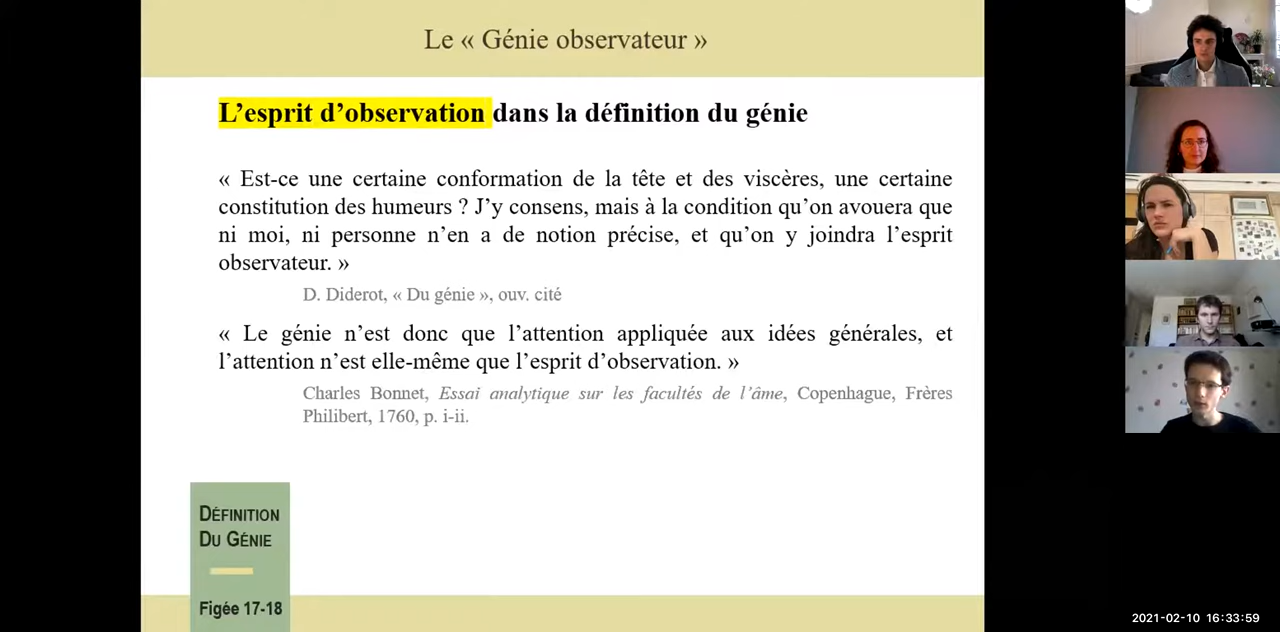 Le « Génie observateur »
L’esprit d’observation dans la définition du génie
« Est-ce une certaine conformation de la tête et des viscères, une certaine
constitution des humeurs ? J’y consens, mais à la condition qu’on avouera que
ni moi, ni personne n’en a de notion précise, et qu’on y joindra l’esprit
observateur. »
D. Diderot, « Du génie », ouv. cité
« Le génie n’est donc que l’attention appliquée aux idées générales, et
l’attention n’est elle-même que l’esprit d’observation. »
Charles Bonnet, Essai analytique sur les facultés de l’âme, Copenhague, Frères
Philibert, 1760, p. i-ii.
DÉFINITION
DU GÉNIE
Figée 17-18
2021-02-10 16:33:59